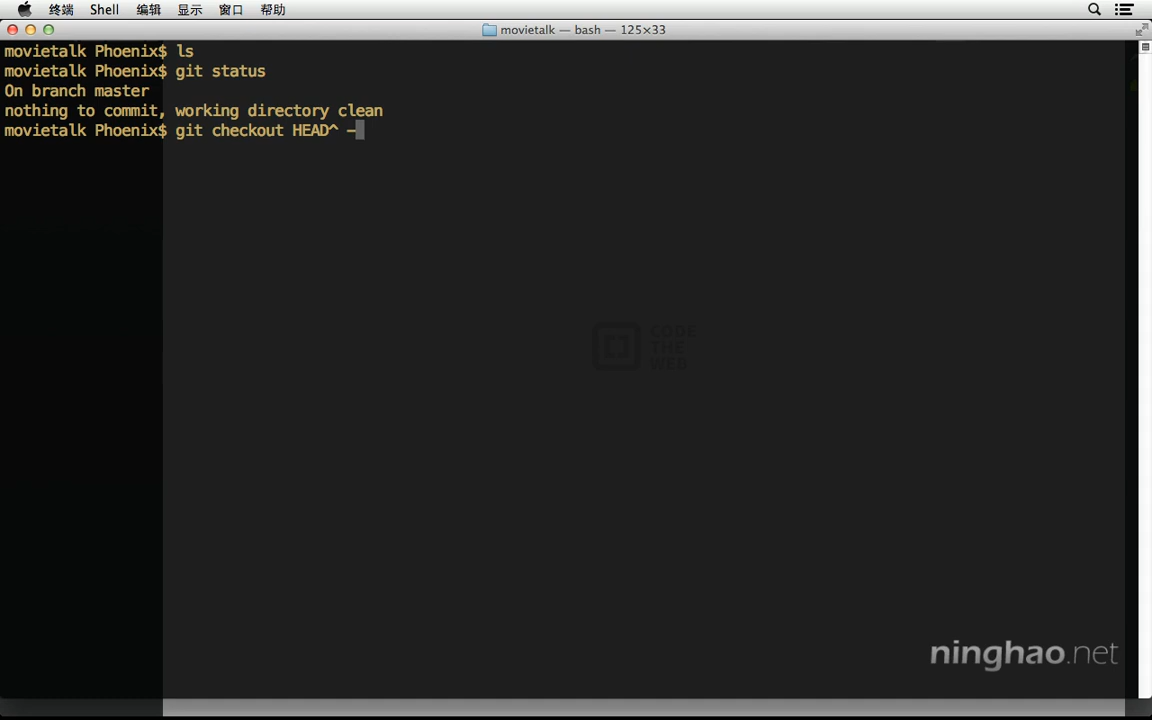 终端 Shell 编辑 显示 窗口 帮助
movietalk — bash — 125×33
movietalk Phoenix$ ls
movietalk Phoenix$ git status
On branch master
nothing to commit, working directory clean
movietalk Phoenix$ git checkout HEAD^ -
CODE
THE
WEB
ninghao.net